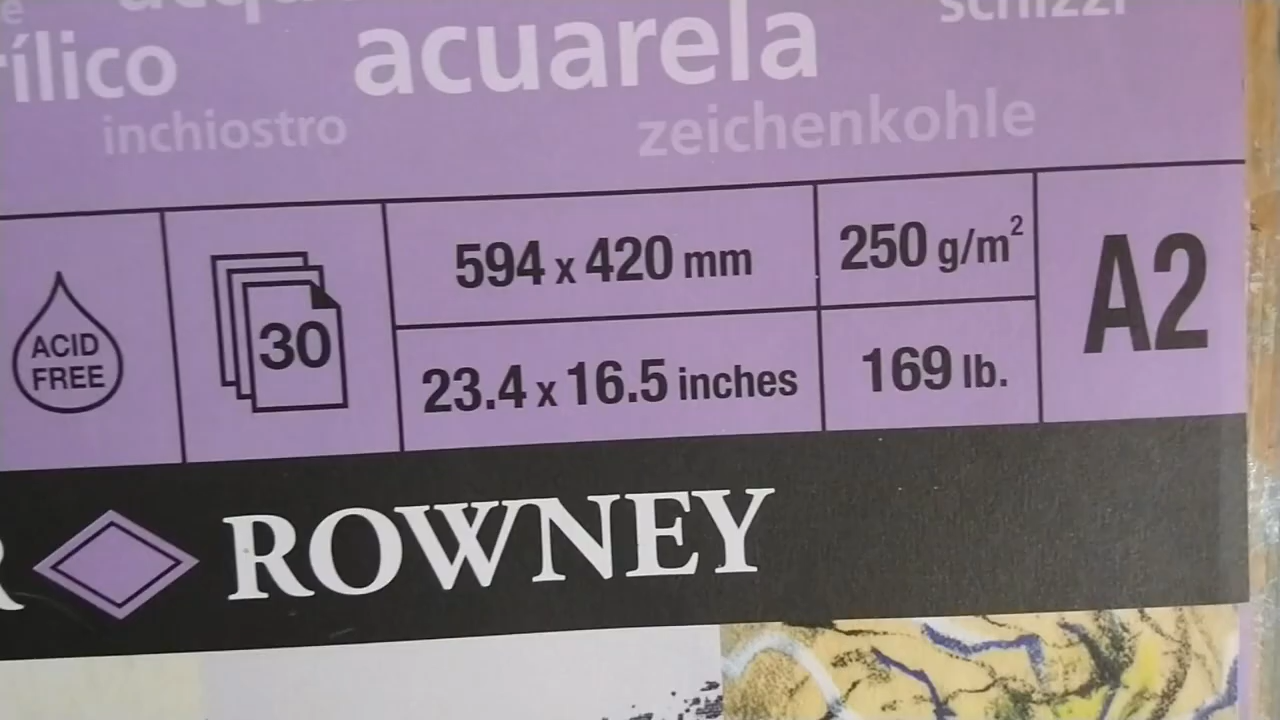 acuarela
inchiostro
zeichenkohle
ACID
FREE
30
594 x 420 mm
23.4 x 16.5 inches
250 g/m²
169 lb.
A2
ROWNEY